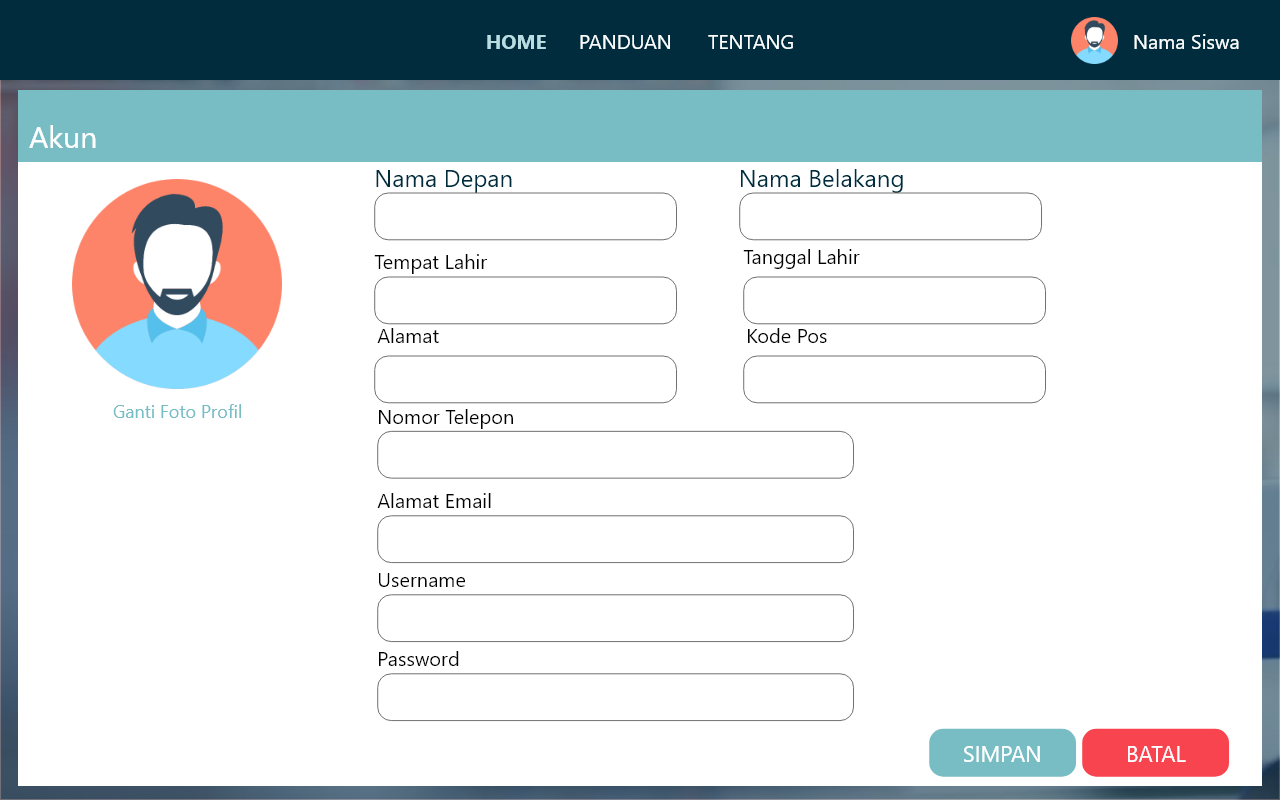 HOME PANDUAN TENTANG Nama Siswa
Akun
Nama Depan Nama Belakang
Tempat Lahir Tanggal Lahir
Alamat Kode Pos
Ganti Foto Profil
Nomor Telepon
Alamat Email
Username
Password
SIMPAN BATAL